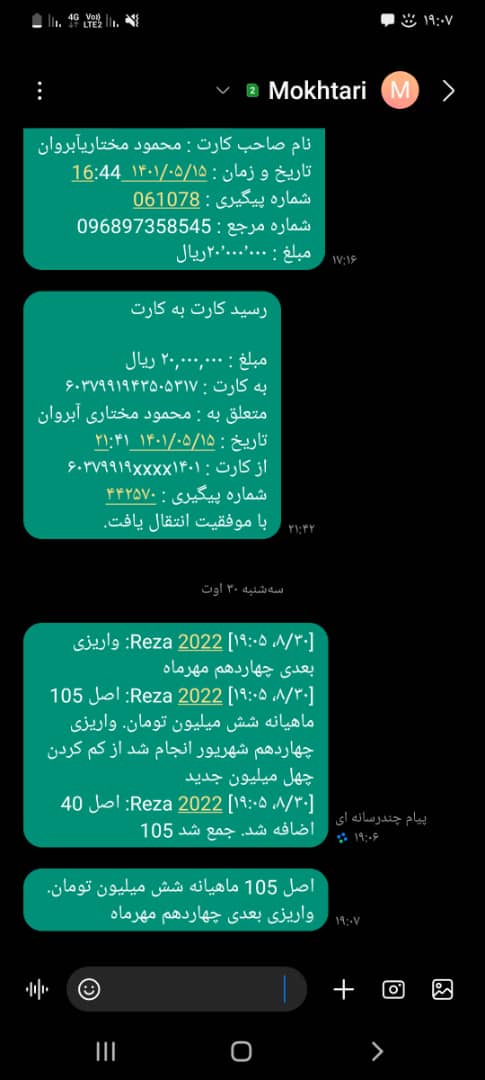 ۱۹:۰۷
4G
Vo))
LTE2
Mokhtari
2
M
نام صاحب کارت : محمود مختاریآبروان
تاریخ و زمان : ۱۴۰۱/۰۵/۱۵ 16:44
شماره پیگیری : 061078
شماره مرجع : 096897358545
مبلغ : ۲۰٬۰۰۰٬۰۰۰ریال
۱۷:۱۶
رسید کارت به کارت
مبلغ : ۲۰,۰۰۰,۰۰۰ ریال
به کارت : ۶۰۳۷۹۹۱۹۴۳۵۰۵۳۱۷
متعلق به : محمود مختاری آبروان
تاریخ : ۱۴۰۱/۰۵/۱۵ ۲۱:۴۱
از کارت : ۶۰۳۷۹۹۱۹xxxx۱۴۰۱
شماره پیگیری : ۴۴۲۵۷۰
با موفقیت انتقال یافت.
۲۱:۴۲
سه‌شنبه ۳۰ اوت
[۸/۳۰، ۱۹:۰۵] Reza 2022: واریزی
بعدی چهاردهم مهرماه
[۸/۳۰، ۱۹:۰۵] Reza 2022: اصل 105
ماهیانه شش میلیون تومان. واریزی
چهاردهم شهریور انجام شد از کم کردن
چهل میلیون جدید
[۸/۳۰، ۱۹:۰۵] Reza 2022: اصل 40
اضافه شد. جمع شد 105
پیام چندرسانه ای
۱۹:۰۶
اصل 105 ماهیانه شش میلیون تومان.
واریزی بعدی چهاردهم مهرماه
۱۹:۰۷